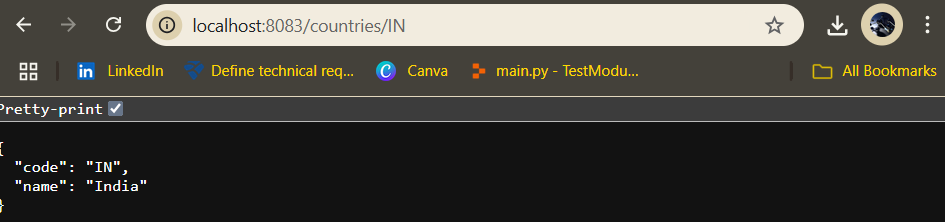 localhost:8083/countries/IN
LinkedIn Define technical req... Canva main.py - TestModu... All Bookmarks
Pretty-print
{
"code": "IN",
"name": "India"
}